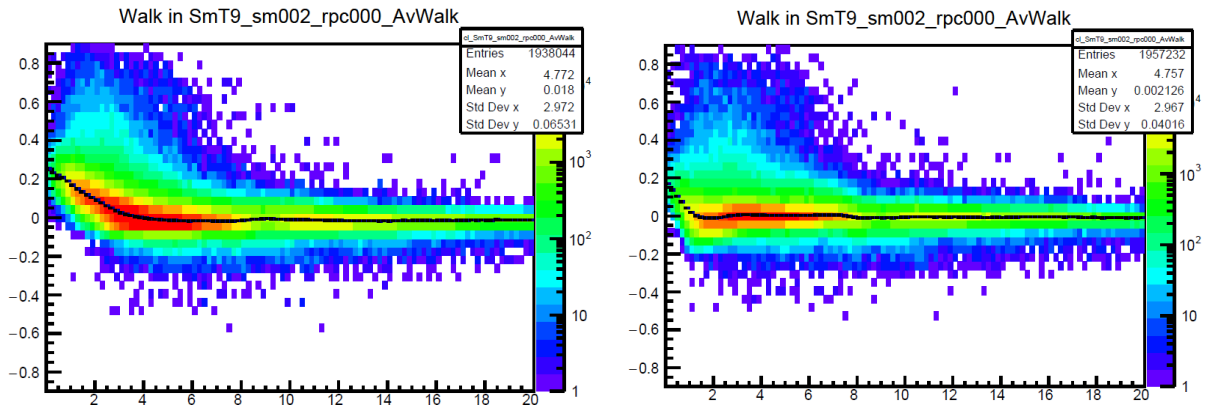 Walk in SmT9_sm002_rpc000_AvWalk
cl_SmT9_sm002_rpc000_AvWalk
Entries 1938044
Mean x 4.772
Mean y 0.018
Std Dev x 2.972
Std Dev y 0.06531
0.8
0.6
0.4
0.2
0
−0.2
−0.4
−0.6
−0.8
2 4 6 8 10 12 14 16 18 20
4
10³
10²
10
1
Walk in SmT9_sm002_rpc000_AvWalk
cl_SmT9_sm002_rpc000_AvWalk
Entries 1957232
Mean x 4.757
Mean y 0.002126
Std Dev x 2.967
Std Dev y 0.04016
0.8
0.6
0.4
0.2
0
−0.2
−0.4
−0.6
−0.8
2 4 6 8 10 12 14 16 18 20
4
10³
10²
10
1